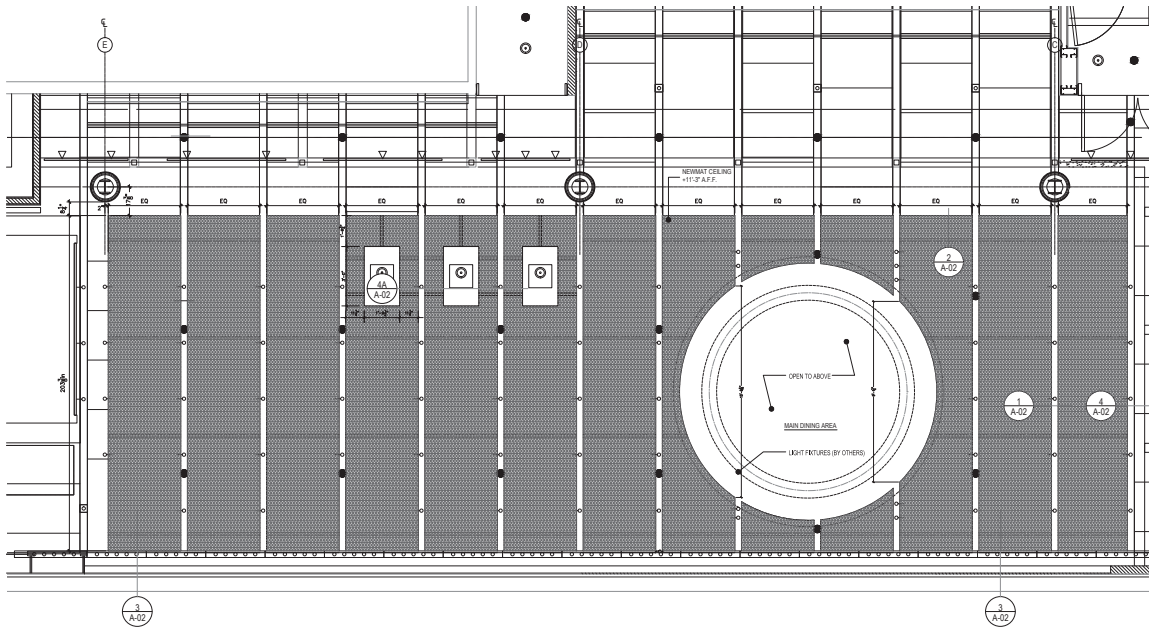 E
D
C
NEWMAT CEILING
+11'-3" A.F.F.
EQ EQ EQ EQ EQ EQ EQ EQ EQ EQ EQ EQ EQ
2
A-02
4A
A-02
OPEN TO ABOVE
1
A-02
4
A-02
MAIN DINING AREA
LIGHT FIXTURES (BY OTHERS)
3
A-02
3
A-02